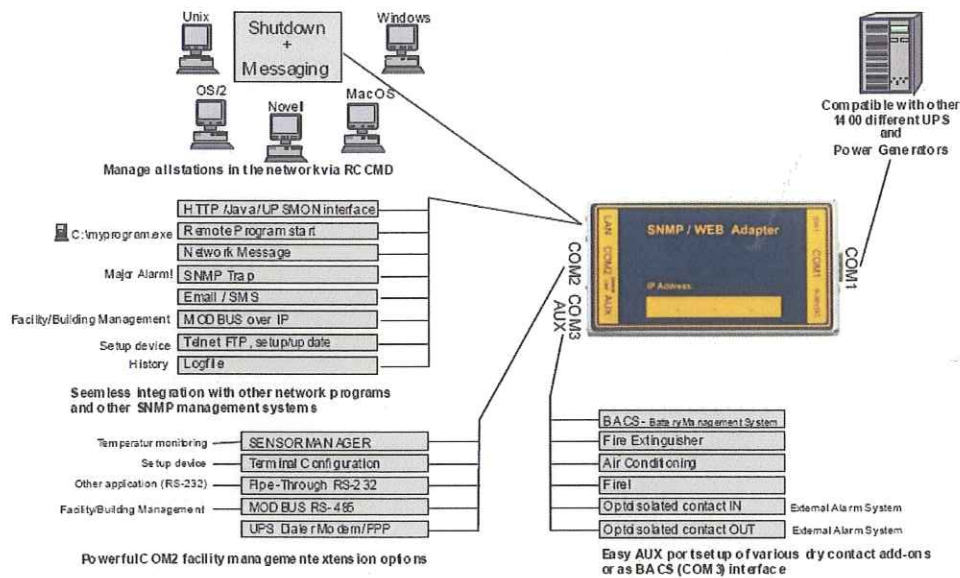 Unix
Shutdown
+
Messaging
Windows
OS/2
Novell
MacOS
Manage all stations in the network via RCCMD
Compatible with other
1400 different UPS
and
Power Generators
HTTP /Java/UPSMON interface
C:\myprogram.exe
Remote Program start
Network Message
Major Alarm!
SNMP Trap
Email / SMS
Facility/Building Management
MODBUS over IP
Setup device
Telnet FTP, setup/update
History
Logfile
Seemless integration with other network programs
and other SNMP management systems
LAN COM2 AUX
SNMP / WEB Adapter
IP Address:
COM1
COM2 COM3
AUX
COM1
Temperatur monitoring
SENSORMANAGER
Setup device
Terminal Configuration
Other application (RS-232)
Pipe-Through RS-232
Facility/Building Management
MODBUS RS-485
UPS Dialer Modem/PPP
Powerful COM2 facility management extension options
BACS - Battery Management System
Fire Extinguisher
Air Conditioning
Fire!
Optoisolated contact IN
External Alarm System
Optoisolated contact OUT
External Alarm System
Easy AUX port setup of various dry contact add-ons
or as BACS (COM3) interface